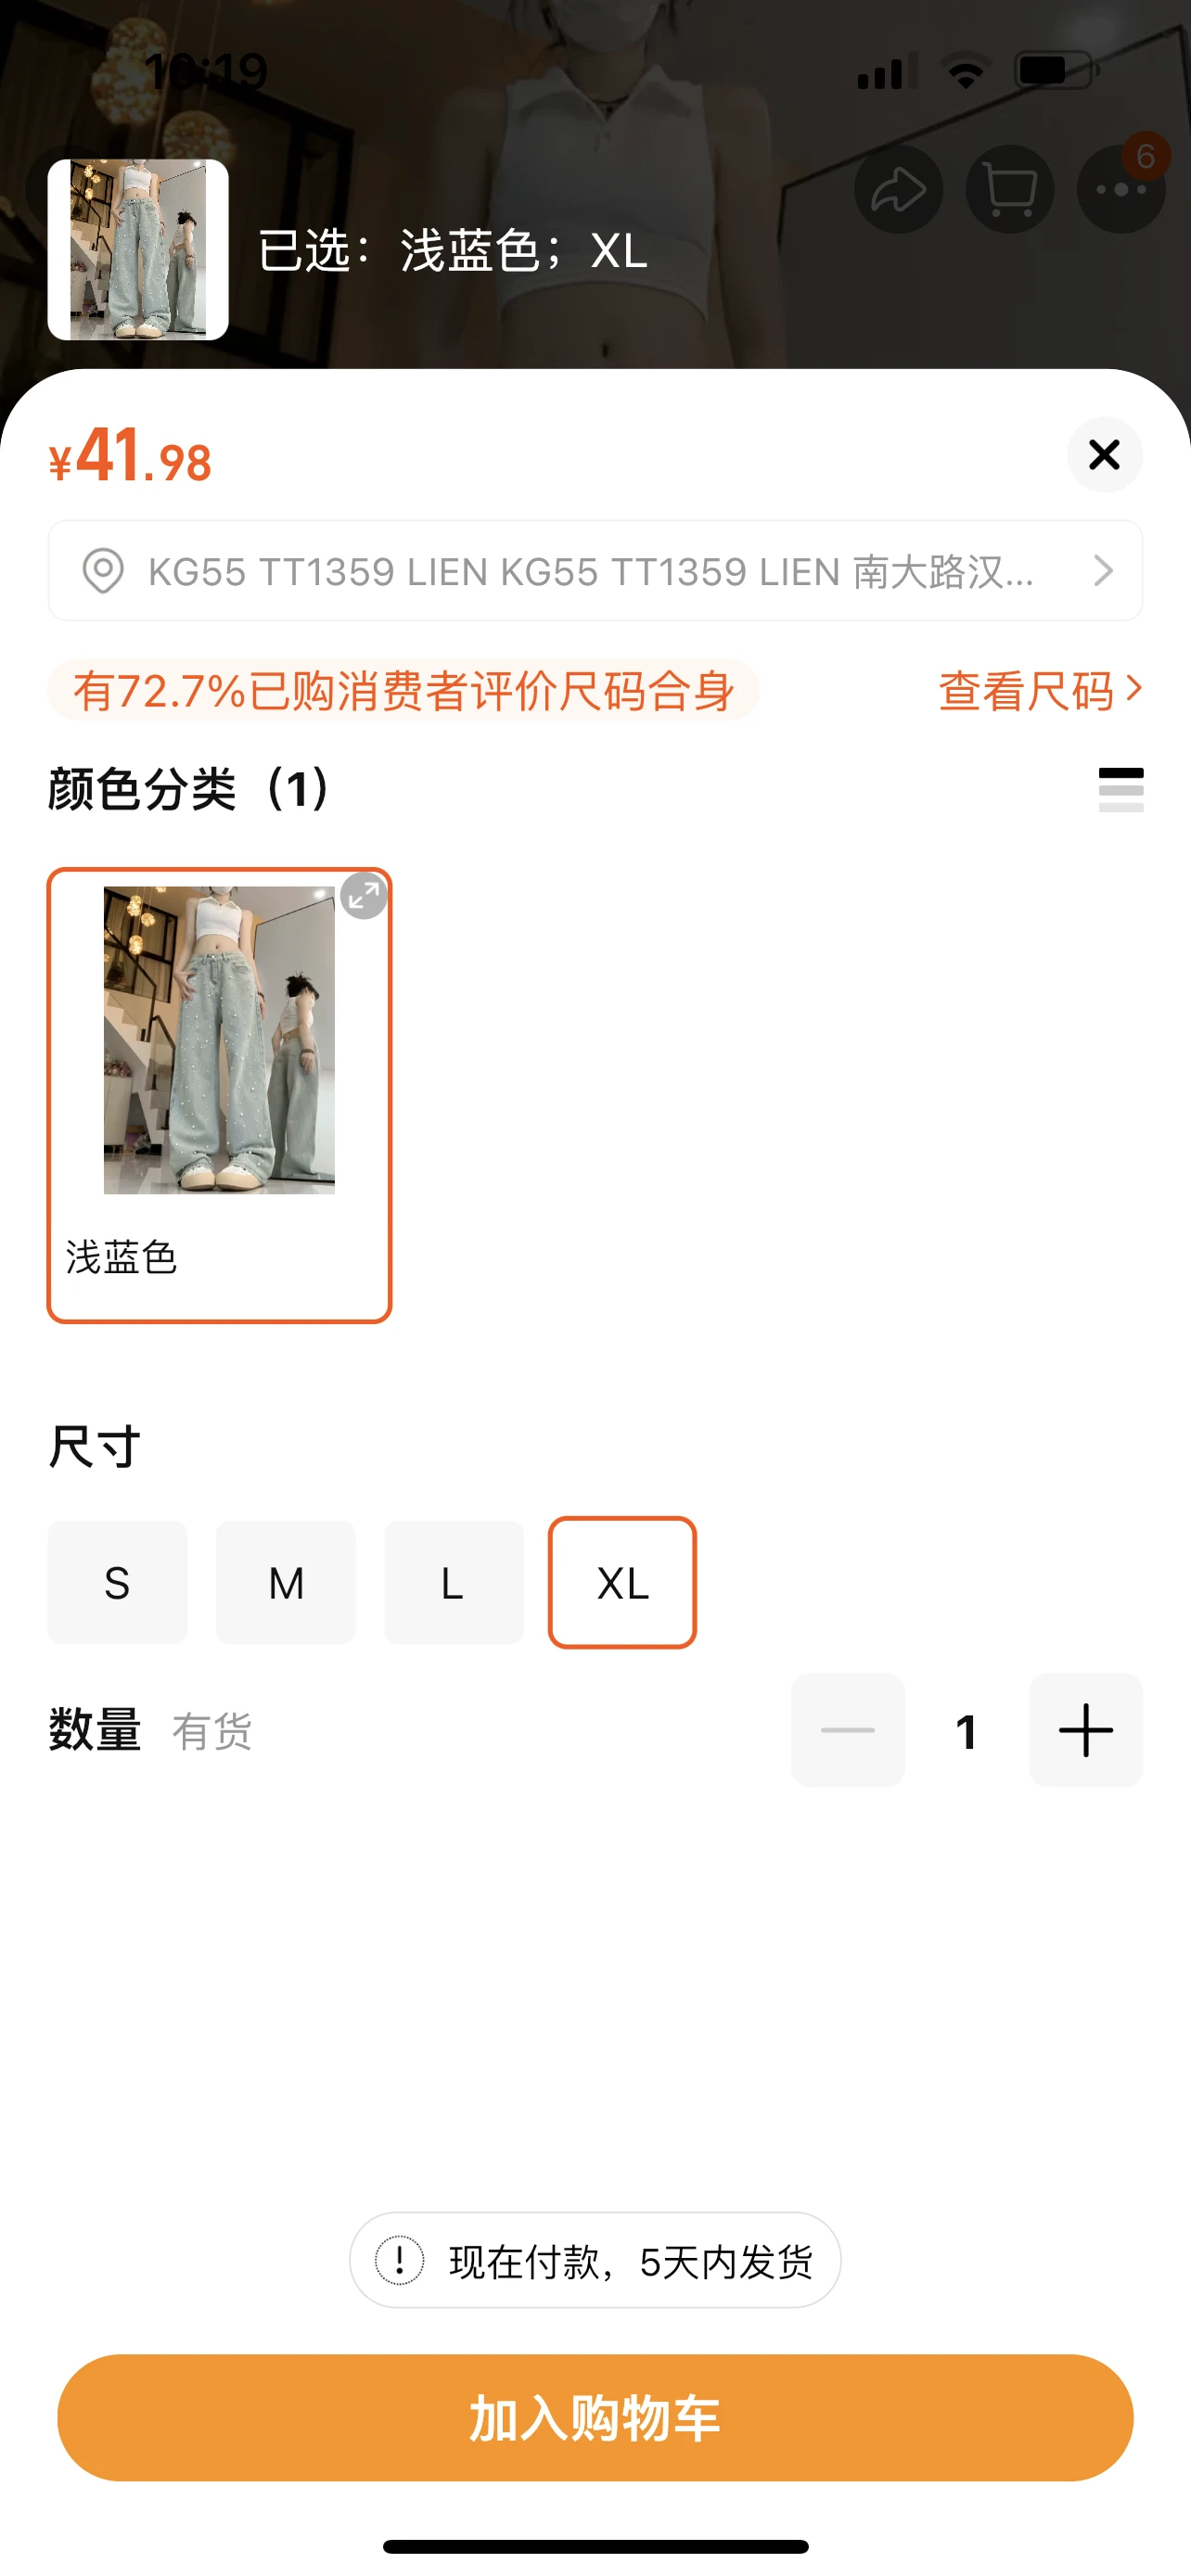 10:19
6
已选：浅蓝色；XL
¥41.98
KG55 TT1359 LIEN KG55 TT1359 LIEN 南大路汉...
有72.7%已购消费者评价尺码合身
查看尺码
颜色分类（1）
浅蓝色
尺寸
S M L XL
数量 有货 1
现在付款，5天内发货
加入购物车